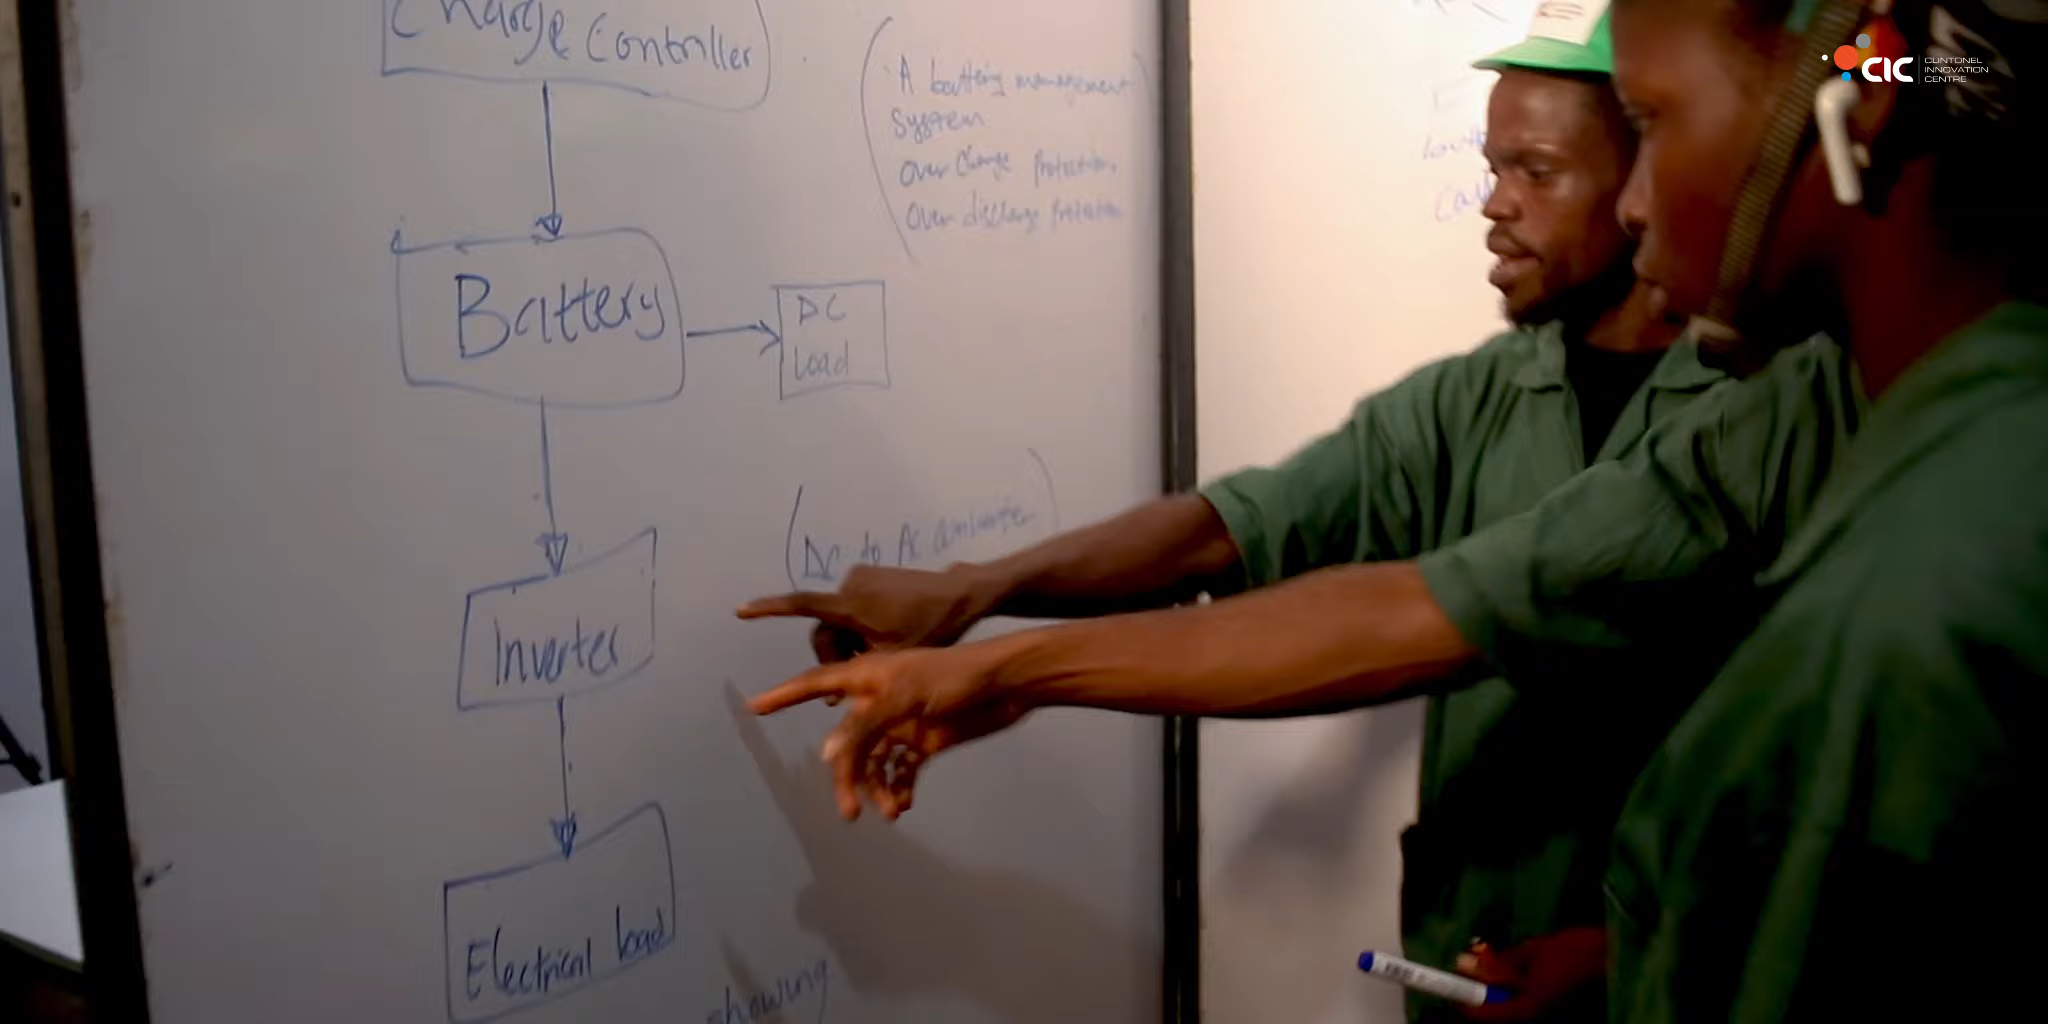 Charge Controller
A battery management
system
Over Charge Protection
Over discharge Protection
Battery
DC
Load
DC to AC
Inverter
Electrical load
showing
CIC
CLINTONEL
INNOVATION
CENTRE